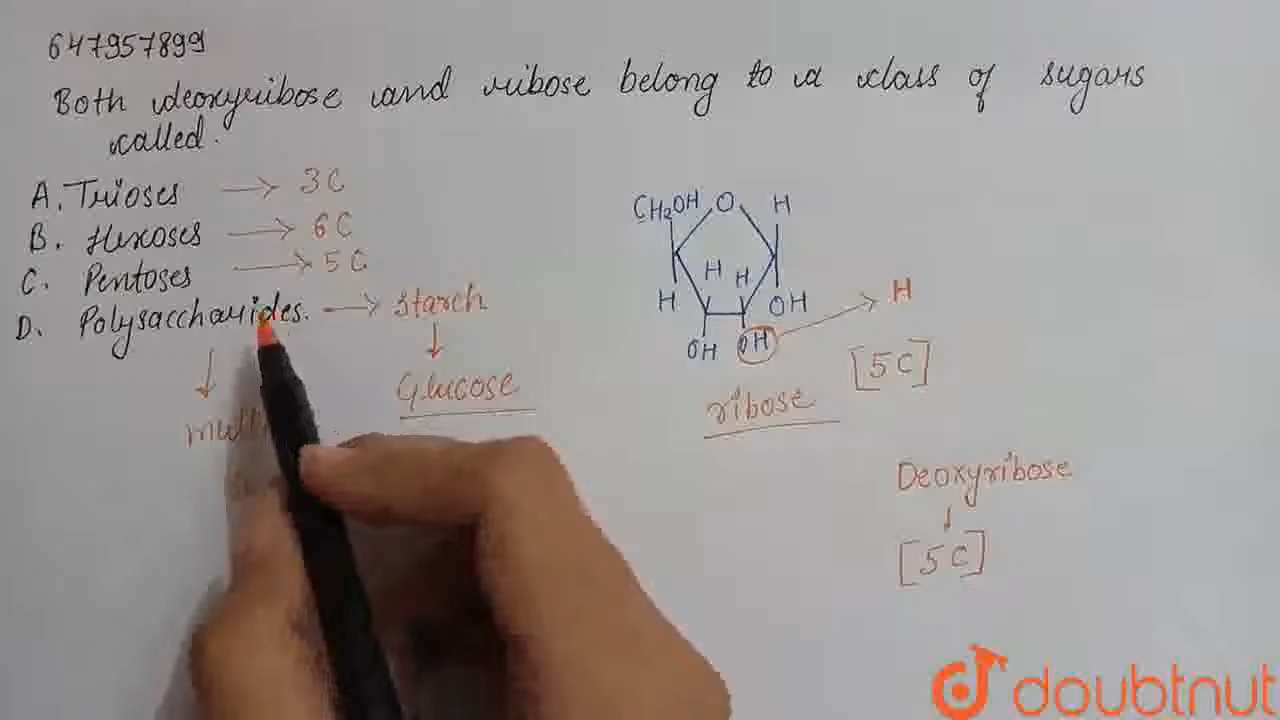 647957899
Both deoxyribose and ribose belong to a class of sugars
called.
A. Trioses → 3C
B. Hexoses → 6C
C. Pentoses → 5C
D. Polysaccharides. → Starch
↓
Glucose
↓
CH₂OH O H
H H
H OH
OH OH → H
[5C]
ribose
Deoxyribose
↓
[5C]
doubtnut